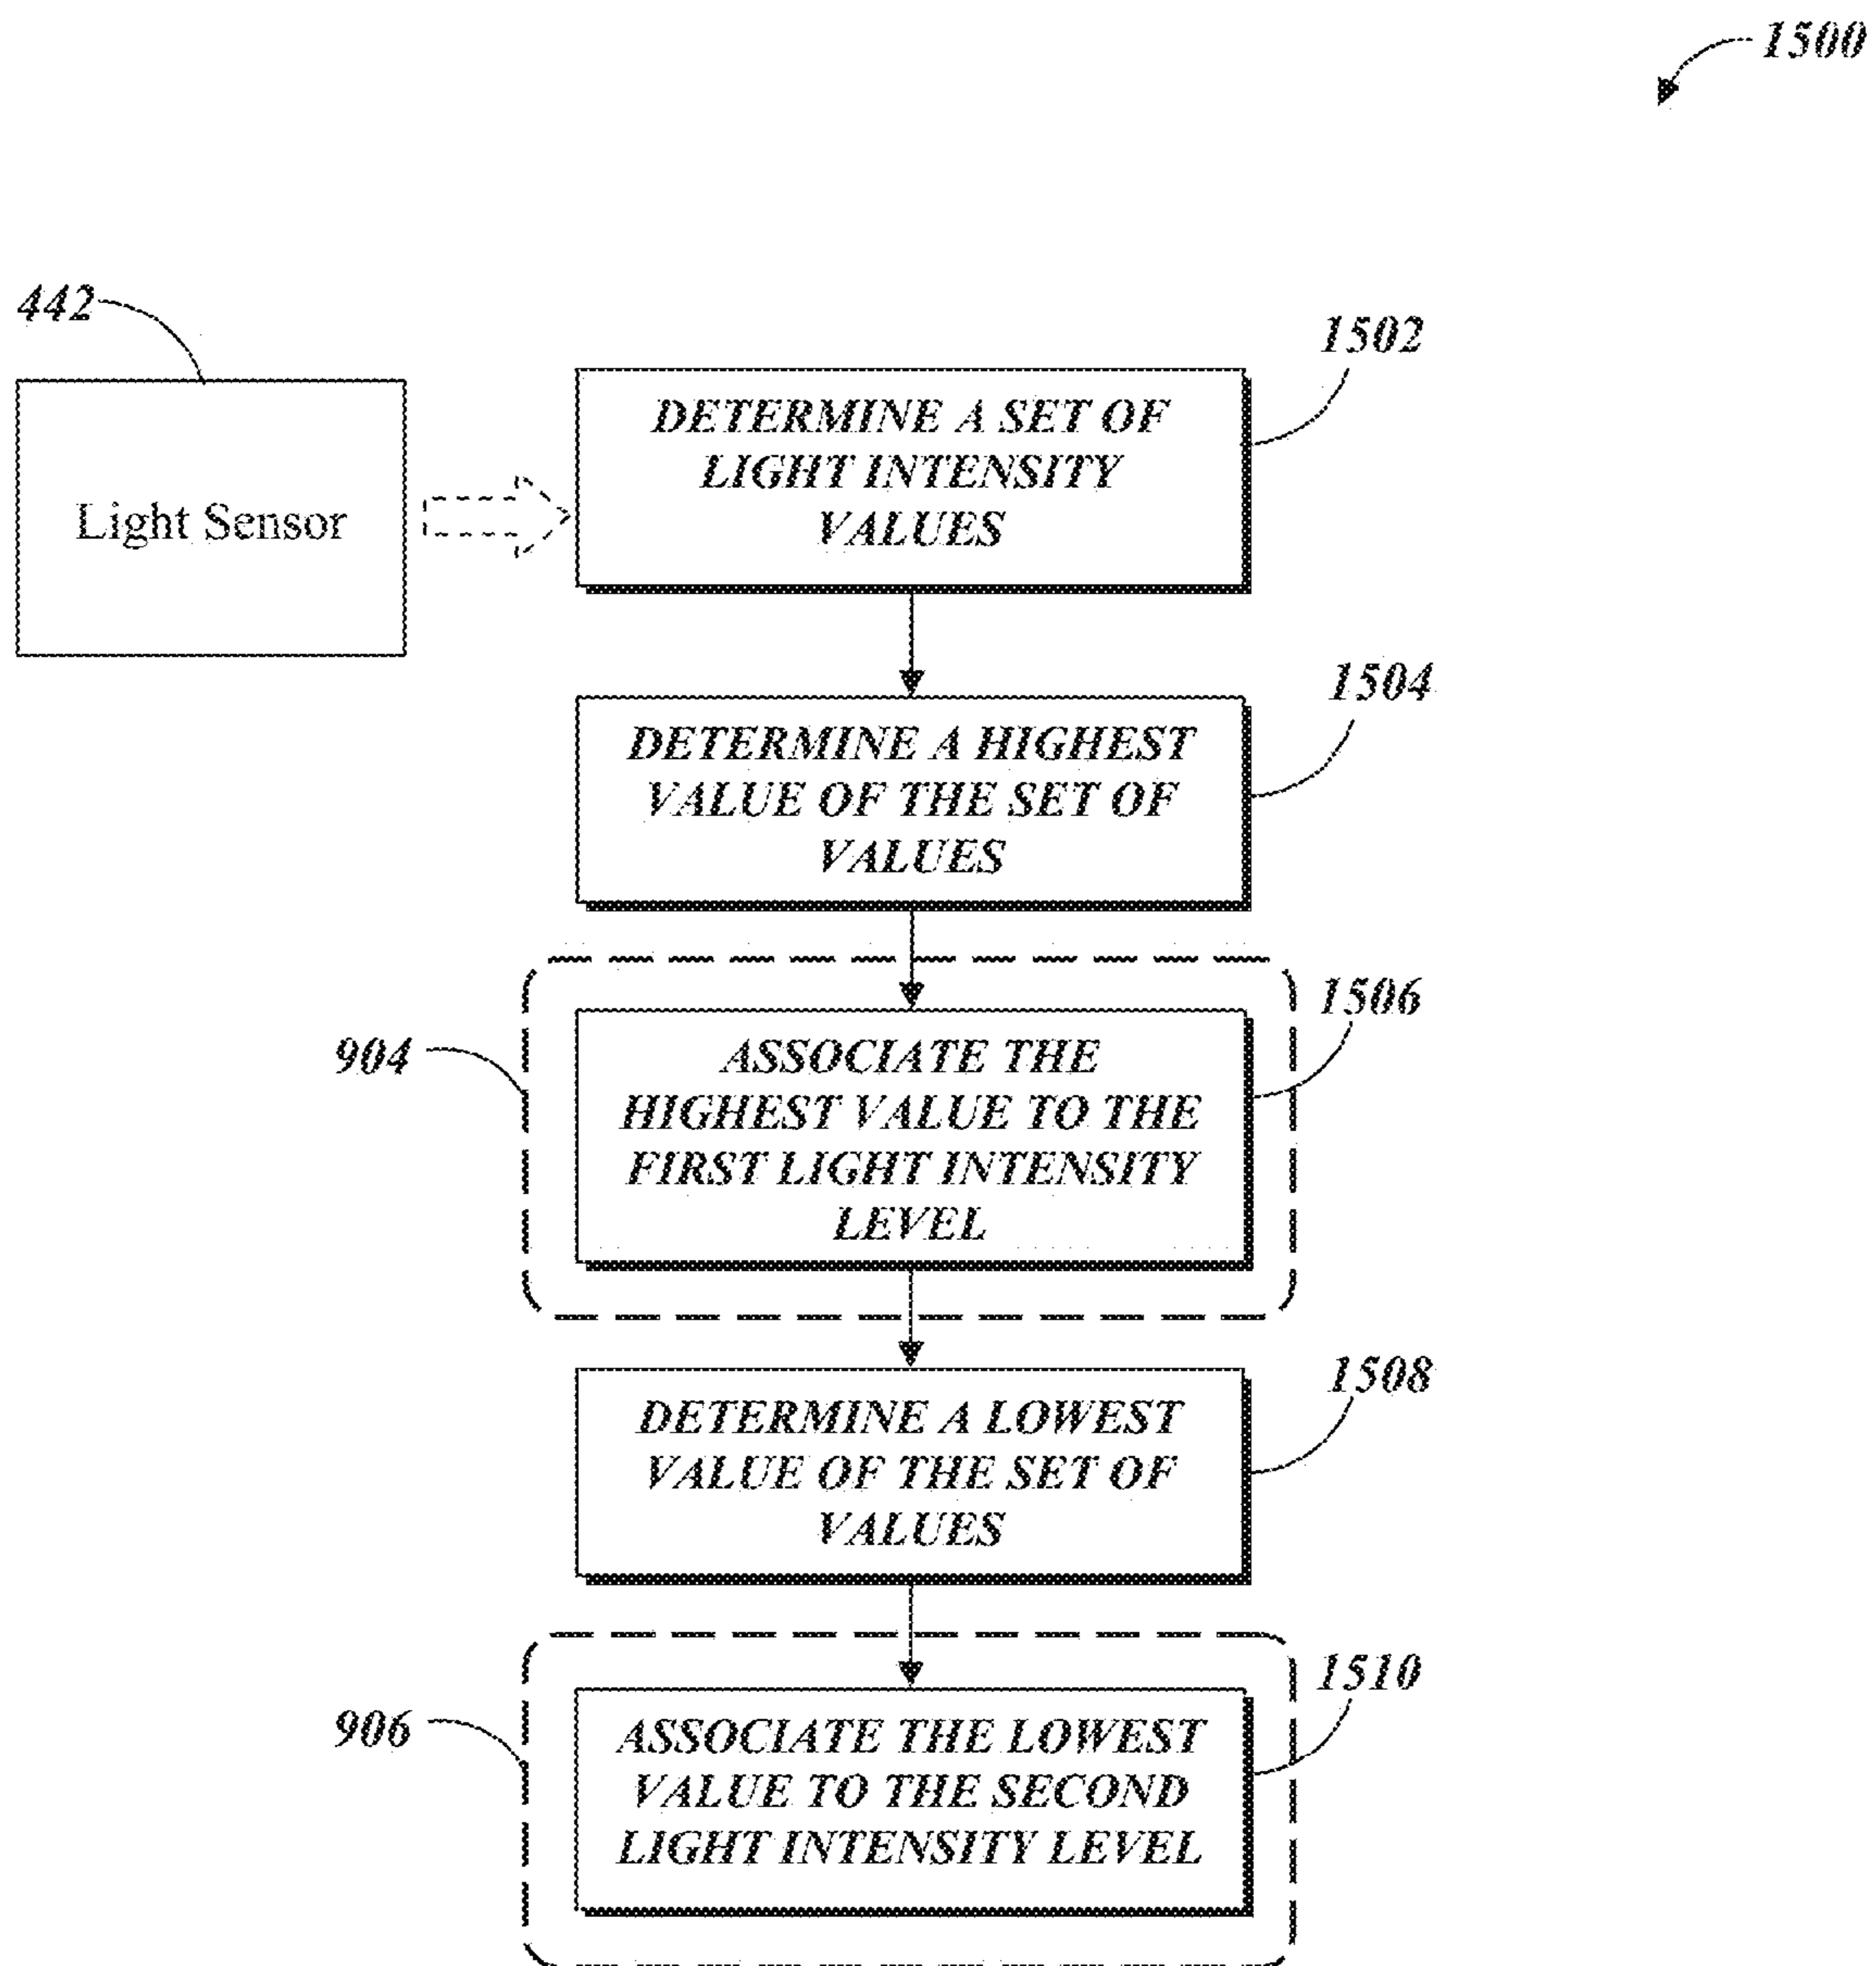 1500
442
1502
DETERMINE A SET OF
LIGHT INTENSITY
VALUES
Light Sensor
1504
DETERMINE A HIGHEST
VALUE OF THE SET OF
VALUES
1506
904
ASSOCIATE THE
HIGHEST VALUE TO THE
FIRST LIGHT INTENSITY
LEVEL
1508
DETERMINE A LOWEST
VALUE OF THE SET OF
VALUES
1510
906
ASSOCIATE THE LOWEST
VALUE TO THE SECOND
LIGHT INTENSITY LEVEL